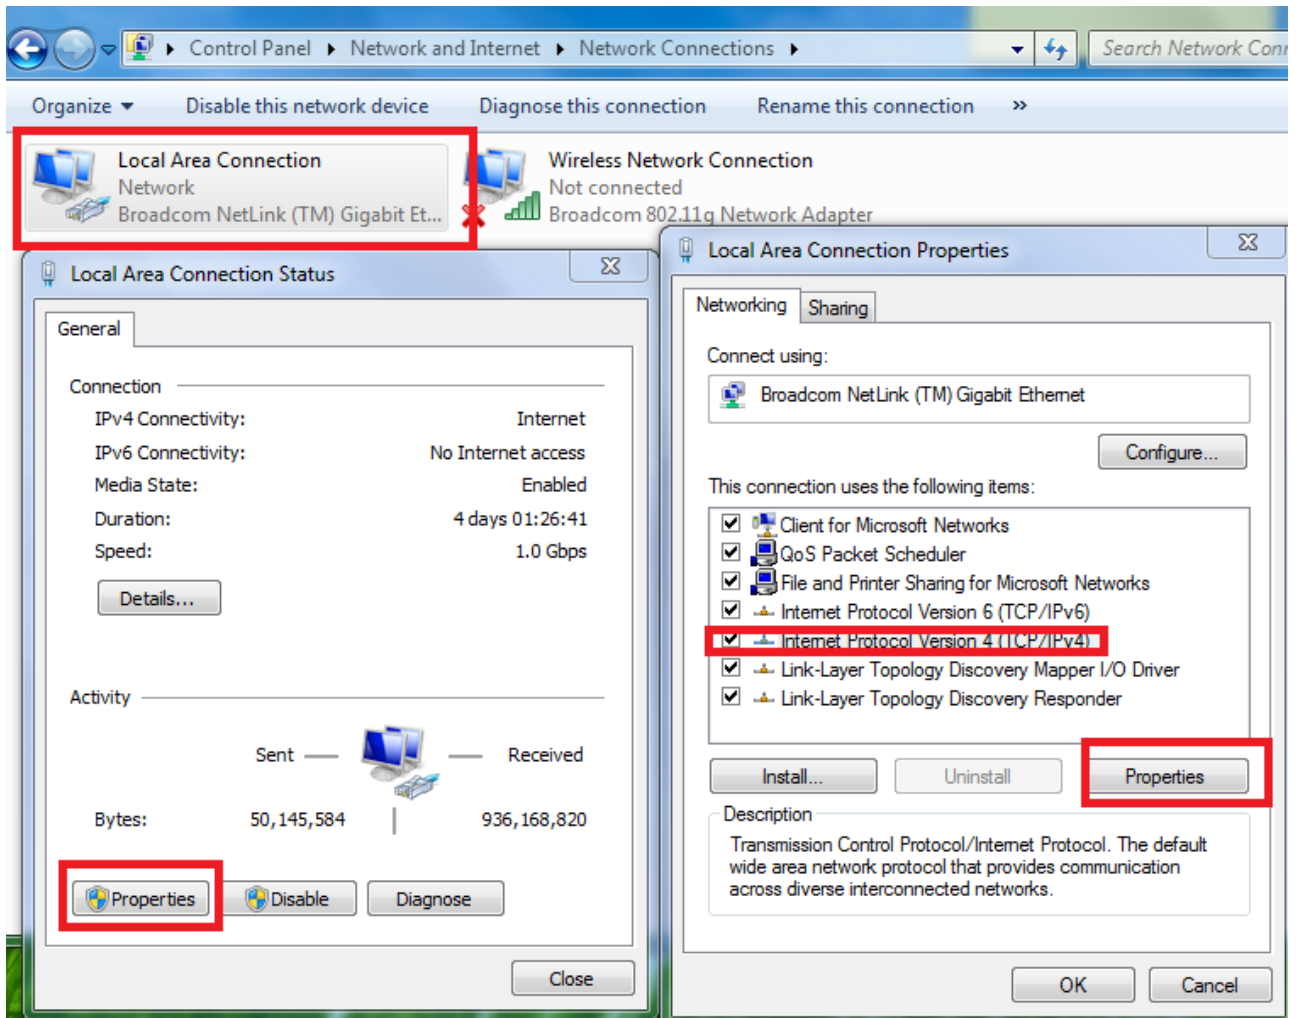 Control Panel Network and Internet Network Connections Search Network Conn
Organize Disable this network device Diagnose this connection Rename this connection »
Local Area Connection
Network
Broadcom NetLink (TM) Gigabit Et...
Wireless Network Connection
Not connected
Broadcom 802.11g Network Adapter
Local Area Connection Status
General
Connection
IPv4 Connectivity: Internet
IPv6 Connectivity: No Internet access
Media State: Enabled
Duration: 4 days 01:26:41
Speed: 1.0 Gbps
Details...
Activity
Sent Received
Bytes: 50,145,584 936,168,820
Properties Disable Diagnose
Close
Local Area Connection Properties
Networking Sharing
Connect using:
Broadcom NetLink (TM) Gigabit Ethernet
Configure...
This connection uses the following items:
Client for Microsoft Networks
QoS Packet Scheduler
File and Printer Sharing for Microsoft Networks
Internet Protocol Version 6 (TCP/IPv6)
Internet Protocol Version 4 (TCP/IPv4)
Link-Layer Topology Discovery Mapper I/O Driver
Link-Layer Topology Discovery Responder
Install... Uninstall Properties
Description
Transmission Control Protocol/Internet Protocol. The default
wide area network protocol that provides communication
across diverse interconnected networks.
OK Cancel